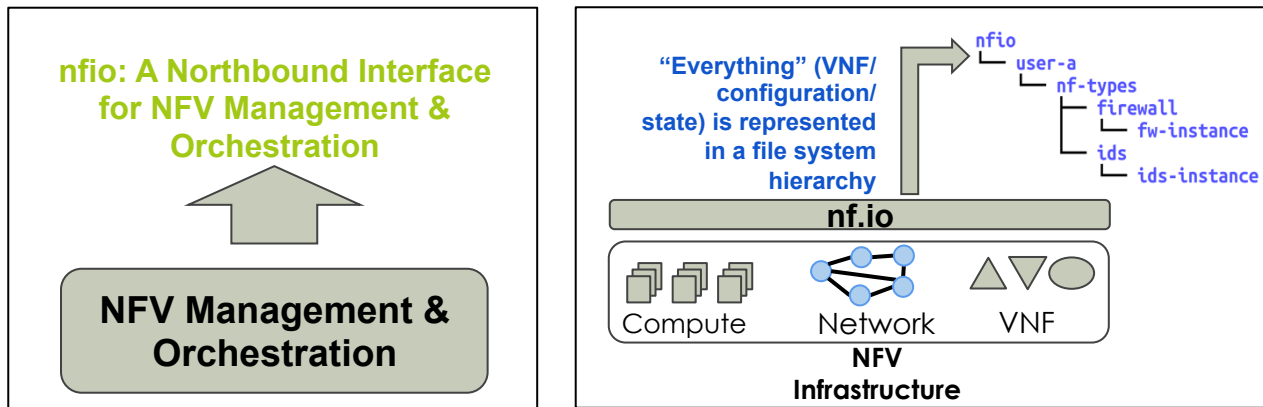 nfio: A Northbound Interface
for NFV Management &
Orchestration
NFV Management &
Orchestration
“Everything” (VNF/
configuration/
state) is represented
in a file system
hierarchy
nfio
user-a
nf-types
firewall
fw-instance
ids
ids-instance
nf.io
Compute
Network
VNF
NFV
Infrastructure